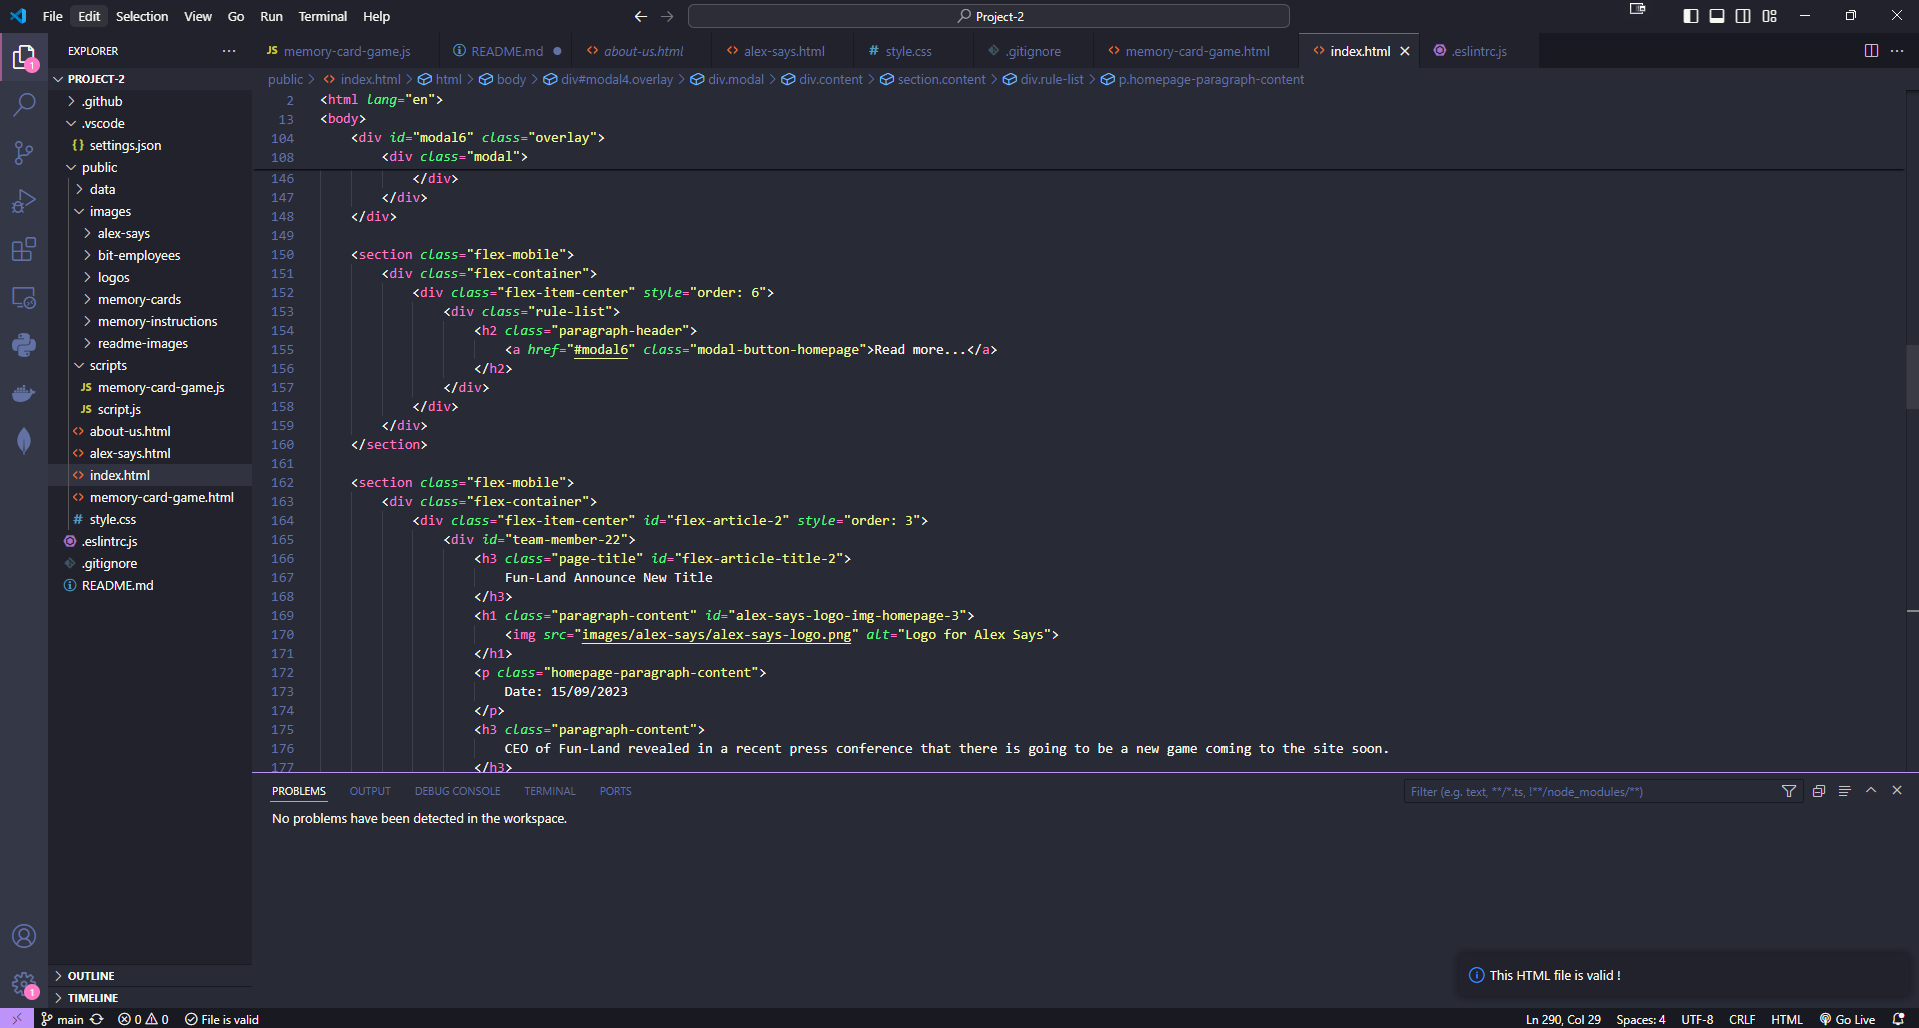 File Edit Selection View Go Run Terminal Help
Project-2
EXPLORER
PROJECT-2
.github
.vscode
{} settings.json
public
data
images
alex-says
bit-employees
logos
memory-cards
memory-instructions
readme-images
scripts
JS memory-card-game.js
JS script.js
<> about-us.html
<> alex-says.html
<> index.html
<> memory-card-game.html
# style.css
.eslintrc.js
.gitignore
README.md
OUTLINE
TIMELINE
JS memory-card-game.js README.md <> about-us.html <> alex-says.html # style.css .gitignore <> memory-card-game.html <> index.html .eslintrc.js
public > <> index.html > html > body > div#modal4.overlay > div.modal > div.content > section.content > div.rule-list > p.homepage-paragraph-content
2 <html lang="en">
13 <body>
104 <div id="modal6" class="overlay">
108 <div class="modal">
146 </div>
147 </div>
148 </div>
149
150 <section class="flex-mobile">
151 <div class="flex-container">
152 <div class="flex-item-center" style="order: 6">
153 <div class="rule-list">
154 <h2 class="paragraph-header">
155 <a href="#modal6" class="modal-button-homepage">Read more...</a>
156 </h2>
157 </div>
158 </div>
159 </div>
160 </section>
161
162 <section class="flex-mobile">
163 <div class="flex-container">
164 <div class="flex-item-center" id="flex-article-2" style="order: 3">
165 <div id="team-member-22">
166 <h3 class="page-title" id="flex-article-title-2">
167 Fun-Land Announce New Title
168 </h3>
169 <h1 class="paragraph-content" id="alex-says-logo-img-homepage-3">
170 <img src="images/alex-says/alex-says-logo.png" alt="Logo for Alex Says">
171 </h1>
172 <p class="homepage-paragraph-content">
173 Date: 15/09/2023
174 </p>
175 <h3 class="paragraph-content">
176 CEO of Fun-Land revealed in a recent press conference that there is going to be a new game coming to the site soon.
177 </h3>
PROBLEMS OUTPUT DEBUG CONSOLE TERMINAL PORTS
Filter (e.g. text, **/*.ts, !**/node_modules/**)
No problems have been detected in the workspace.
This HTML file is valid !
1
1
main 0 0 File is valid
Ln 290, Col 29 Spaces: 4 UTF-8 CRLF HTML Go Live